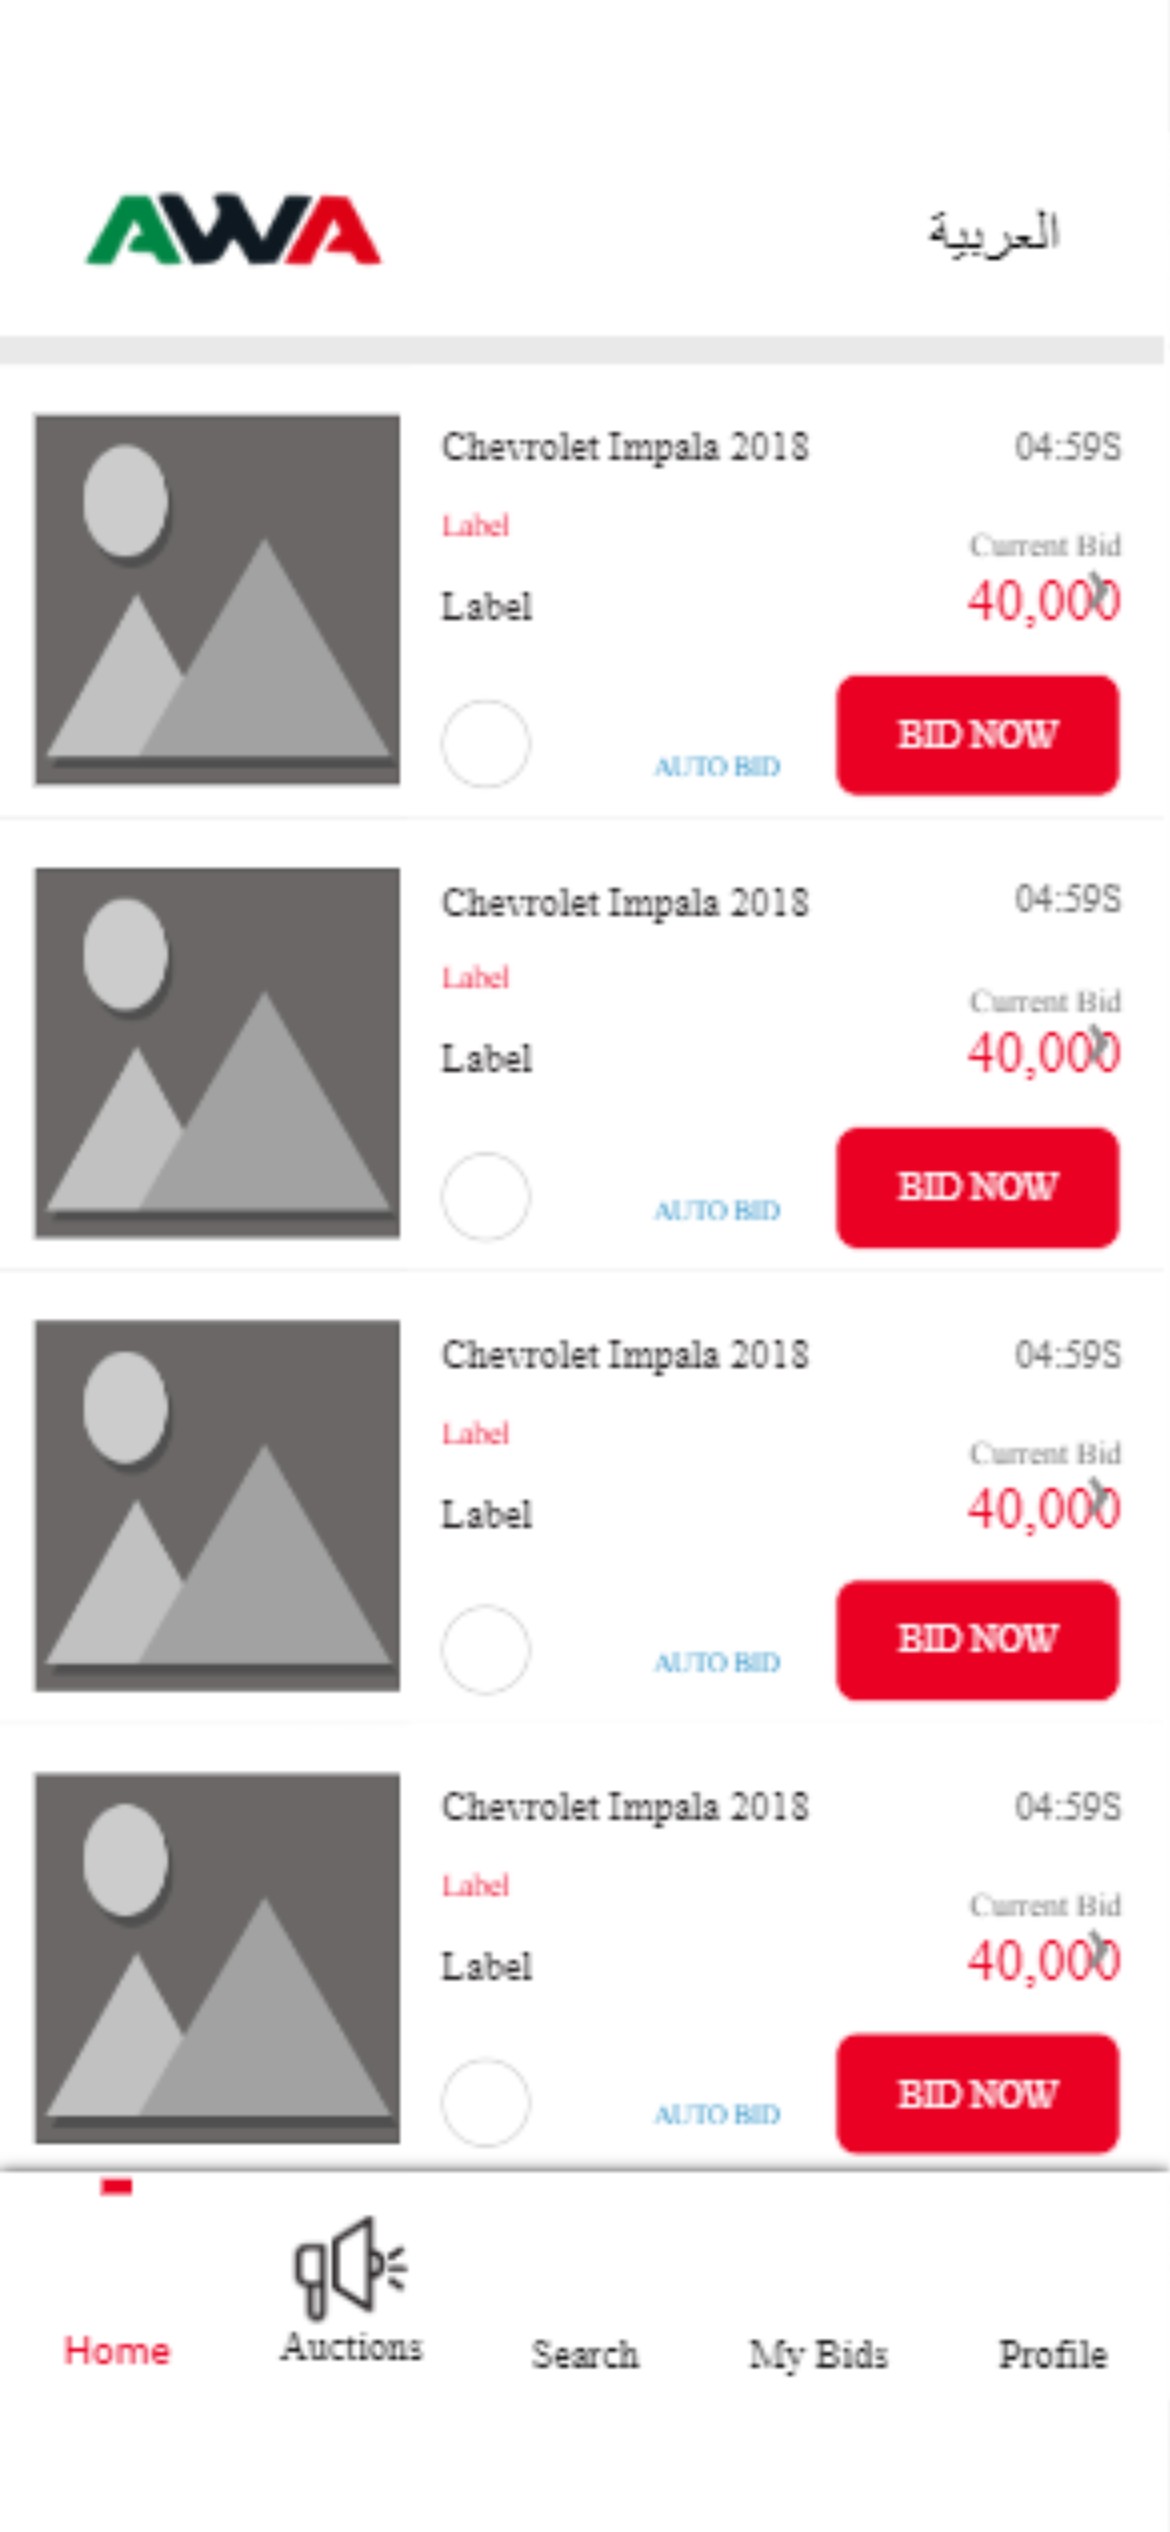 AWA
العربية
Chevrolet Impala 2018 04:59S
Label
Current Bid
Label 40,000
AUTO BID BID NOW
Chevrolet Impala 2018 04:59S
Label
Current Bid
Label 40,000
AUTO BID BID NOW
Chevrolet Impala 2018 04:59S
Label
Current Bid
Label 40,000
AUTO BID BID NOW
Chevrolet Impala 2018 04:59S
Label
Current Bid
Label 40,000
AUTO BID BID NOW
Home Auctions Search My Bids Profile